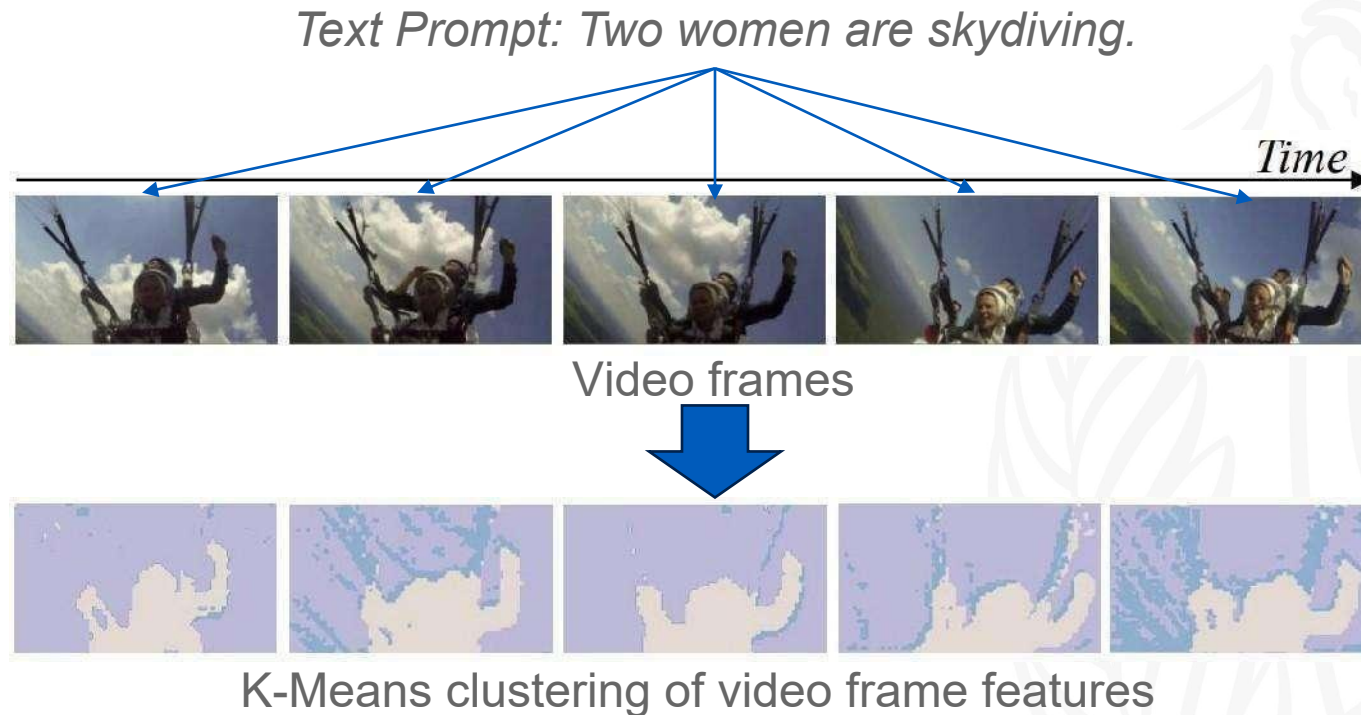 Text Prompt: Two women are skydiving.
Time
Video frames
K-Means clustering of video frame features